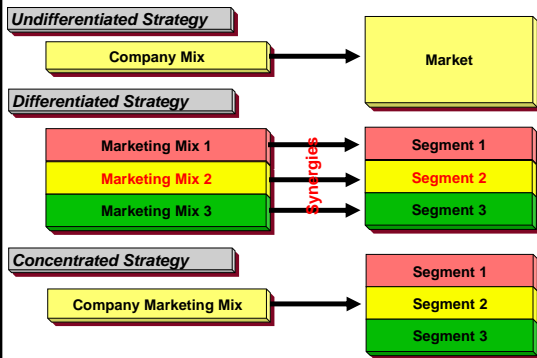 Undifferentiated Strategy
Company Mix
Market
Differentiated Strategy
Marketing Mix 1
Marketing Mix 2
Marketing Mix 3
Synergies
Segment 1
Segment 2
Segment 3
Concentrated Strategy
Company Marketing Mix
Segment 1
Segment 2
Segment 3